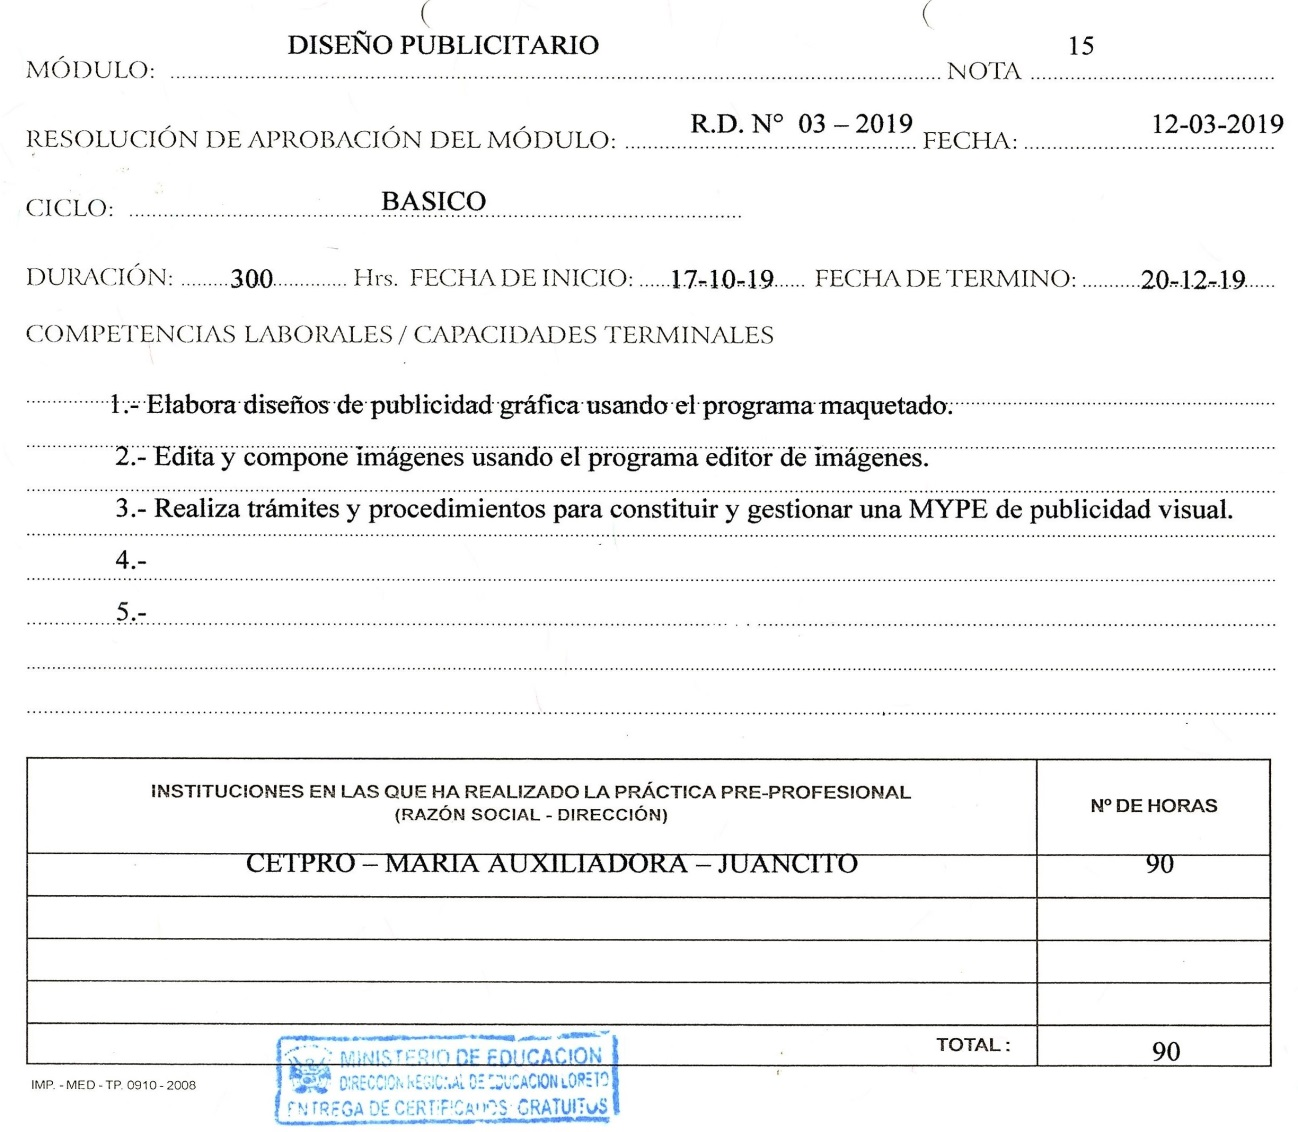 DISEÑO PUBLICITARIO 15
MÓDULO: NOTA
R.D. N° 03 – 2019 12-03-2019
RESOLUCIÓN DE APROBACIÓN DEL MÓDULO: FECHA:
CICLO: BASICO
DURACIÓN: 300 Hrs. FECHA DE INICIO: 17-10-19 FECHA DE TERMINO: 20-12-19
COMPETENCIAS LABORALES / CAPACIDADES TERMINALES
1.- Elabora diseños de publicidad gráfica usando el programa maquetado.
2.- Edita y compone imágenes usando el programa editor de imágenes.
3.- Realiza trámites y procedimientos para constituir y gestionar una MYPE de publicidad visual.
4.-
5.-
INSTITUCIONES EN LAS QUE HA REALIZADO LA PRÁCTICA PRE-PROFESIONAL
(RAZÓN SOCIAL - DIRECCIÓN)
Nº DE HORAS
CETPRO – MARIA AUXILIADORA – JUANCITO 90
TOTAL : 90
MINISTERIO DE EDUCACION
DIRECCION REGIONAL DE EDUCACION LORETO
ENTREGA DE CERTIFICADOS GRATUITOS
IMP. - MED - TP. 0910 - 2008